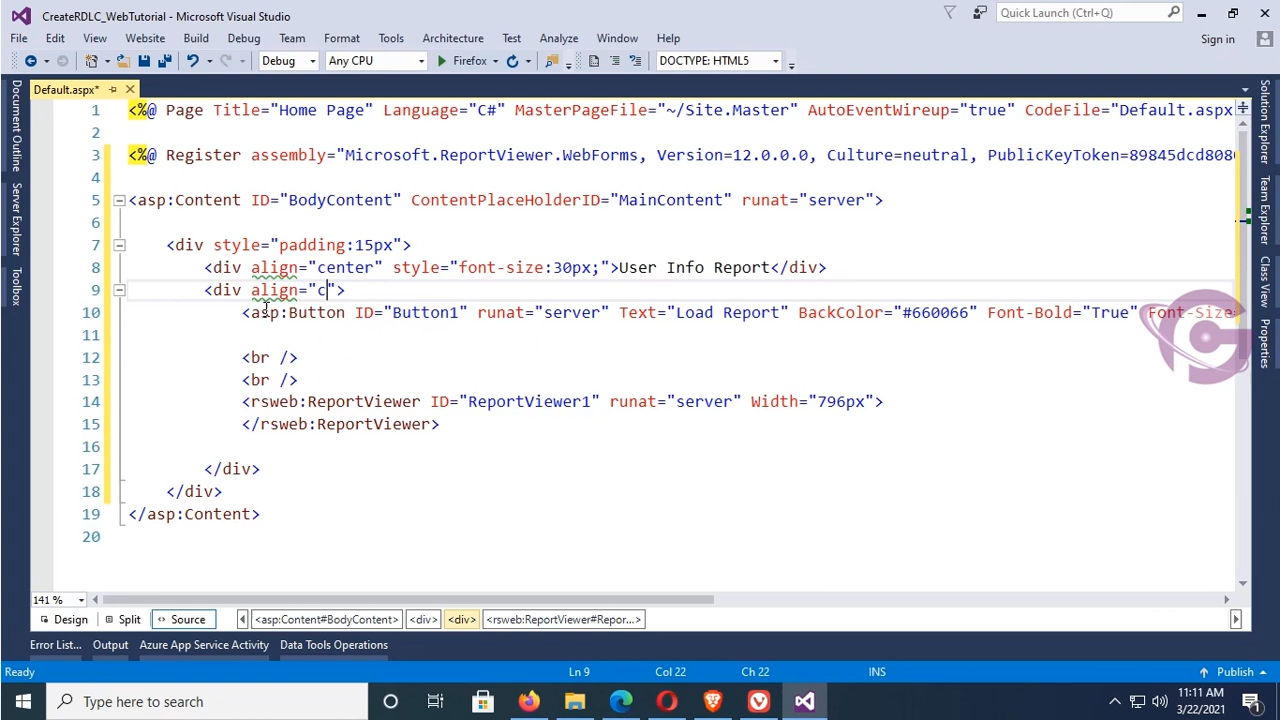 CreateRDLC_WebTutorial - Microsoft Visual Studio
Quick Launch (Ctrl+Q)
File Edit View Website Build Debug Team Format Tools Architecture Test Analyze Window Help
Sign in
Debug Any CPU Firefox DOCTYPE: HTML5
Default.aspx*
Document Outline
Server Explorer
Toolbox
1 <%@ Page Title="Home Page" Language="C#" MasterPageFile="~/Site.Master" AutoEventWireup="true" CodeFile="Default.aspx
2
3 <%@ Register assembly="Microsoft.ReportViewer.WebForms, Version=12.0.0.0, Culture=neutral, PublicKeyToken=89845dcd808
4
5 <asp:Content ID="BodyContent" ContentPlaceHolderID="MainContent" runat="server">
6
7 <div style="padding:15px">
8 <div align="center" style="font-size:30px;">User Info Report</div>
9 <div align="c">
10 <asp:Button ID="Button1" runat="server" Text="Load Report" BackColor="#660066" Font-Bold="True" Font-Size=
11
12 <br />
13 <br />
14 <rsweb:ReportViewer ID="ReportViewer1" runat="server" Width="796px">
15 </rsweb:ReportViewer>
16
17 </div>
18 </div>
19 </asp:Content>
20
Solution Explorer
Team Explorer
Class View
Properties
141 %
Design Split Source <asp:Content#BodyContent> <div> <div> <rsweb:ReportViewer#Repor...>
Error List... Output Azure App Service Activity Data Tools Operations
Ready Ln 9 Col 22 Ch 22 INS Publish
Type here to search
11:11 AM
3/22/2021
1